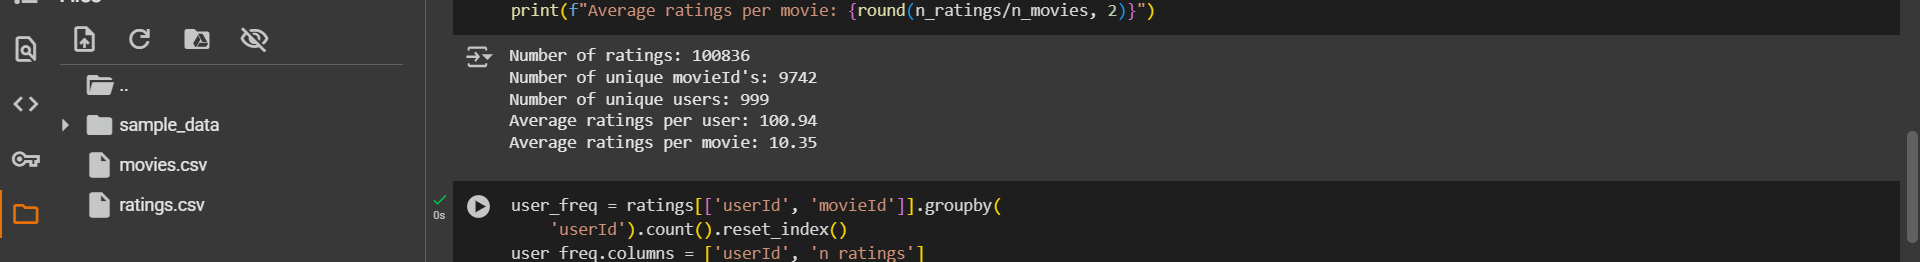 print(f"Average ratings per movie: {round(n_ratings/n_movies, 2)}")
Number of ratings: 100836
Number of unique movieId's: 9742
Number of unique users: 999
Average ratings per user: 100.94
Average ratings per movie: 10.35
..
sample_data
movies.csv
ratings.csv
0s
user_freq = ratings[['userId', 'movieId']].groupby(
'userId').count().reset_index()
user_freq.columns = ['userId', 'n_ratings']